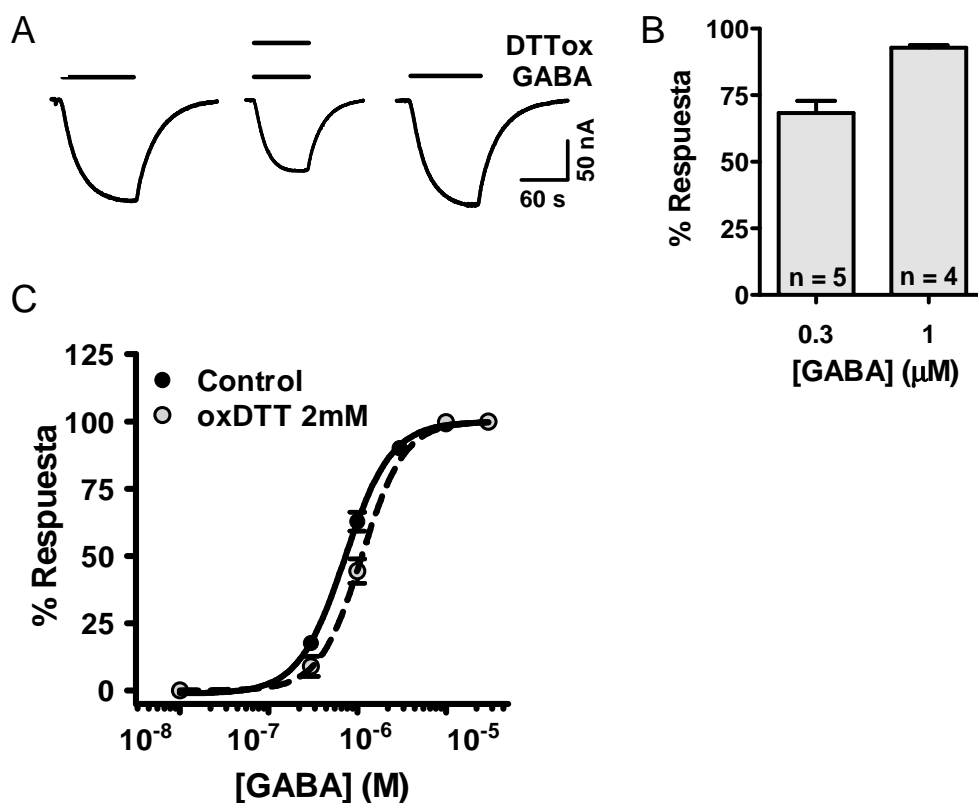 A
DTTox
GABA
50 nA
60 s
B
% Respuesta
100
75
50
25
0
n = 5
n = 4
0.3
1
[GABA] (μM)
C
% Respuesta
125
100
75
50
25
0
Control
oxDTT 2mM
10-8
10-7
10-6
10-5
[GABA] (M)